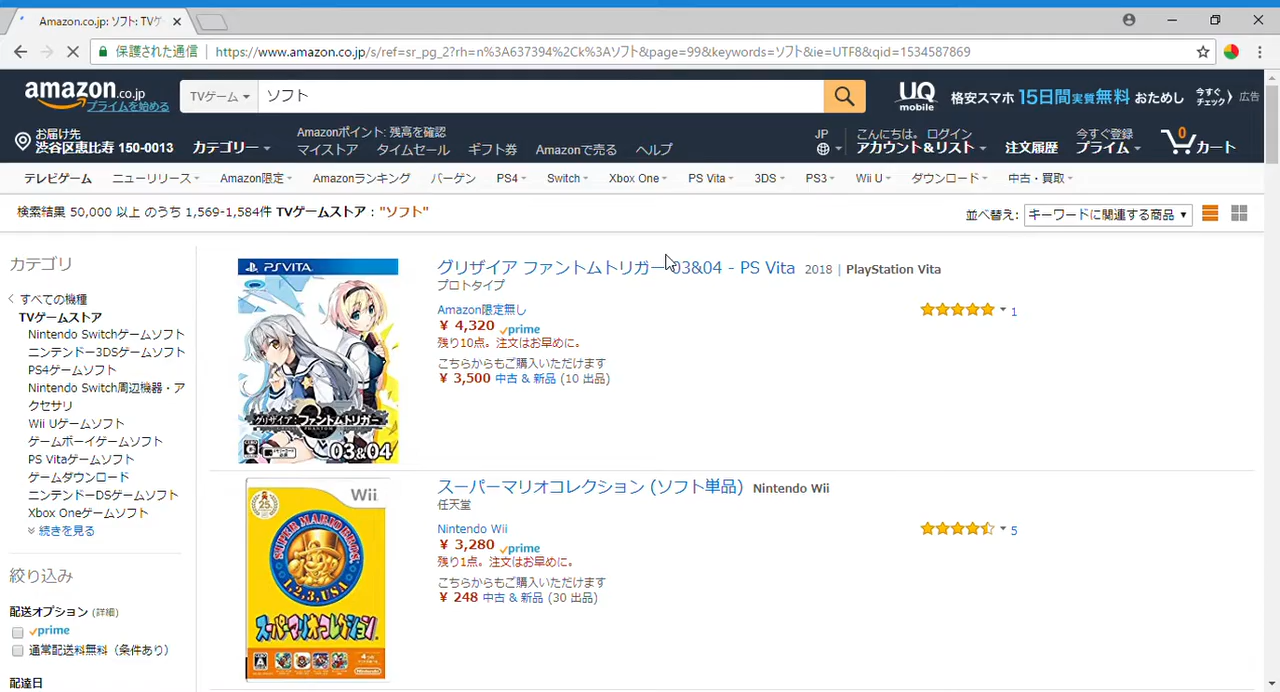 Amazon.co.jp: ソフト: TVゲ
保護された通信 https://www.amazon.co.jp/s/ref=sr_pg_2?rh=n%3A637394%2Ck%3Aソフト&page=99&keywords=ソフト&ie=UTF8&qid=1534587869
amazon.co.jp
プライムを始める
TVゲーム
ソフト
UQ mobile
格安スマホ 15日間実質無料 おためし 今すぐチェック 広告
お届け先
渋谷区恵比寿 150-0013
カテゴリー
Amazonポイント: 残高を確認
マイストア タイムセール ギフト券 Amazonで売る ヘルプ
JP
こんにちは。ログイン
アカウント&リスト
注文履歴
今すぐ登録
プライム
0
カート
テレビゲーム ニューリリース Amazon限定 Amazonランキング バーゲン PS4 Switch Xbox One PS Vita 3DS PS3 Wii U ダウンロード 中古・買取
検索結果 50,000 以上 のうち 1,569-1,584件 TVゲームストア : "ソフト"
並べ替え: キーワードに関連する商品
カテゴリ
すべての機種
TVゲームストア
Nintendo Switchゲームソフト
ニンテンドー3DSゲームソフト
PS4ゲームソフト
Nintendo Switch周辺機器・ア
クセサリ
Wii Uゲームソフト
ゲームボーイゲームソフト
PS Vitaゲームソフト
ゲームダウンロード
ニンテンドーDSゲームソフト
Xbox Oneゲームソフト
続きを見る
絞り込み
配送オプション (詳細)
prime
通常配送料無料（条件あり）
配達日
PSVITA
グリザイア:ファントムトリガー
03&04
グリザイア ファントムトリガー 03&04 - PS Vita 2018 | PlayStation Vita
プロトタイプ
Amazon限定無し
￥ 4,320 prime
残り10点。注文はお早めに。
こちらからもご購入いただけます
￥ 3,500 中古 & 新品 (10 出品)
1
Wii
25
SUPER MARIO BROS.
1,2,3,USA
スーパーマリオコレクション
Nintendo
スーパーマリオコレクション (ソフト単品) Nintendo Wii
任天堂
Nintendo Wii
￥ 3,280 prime
残り1点。注文はお早めに。
こちらからもご購入いただけます
￥ 248 中古 & 新品 (30 出品)
5